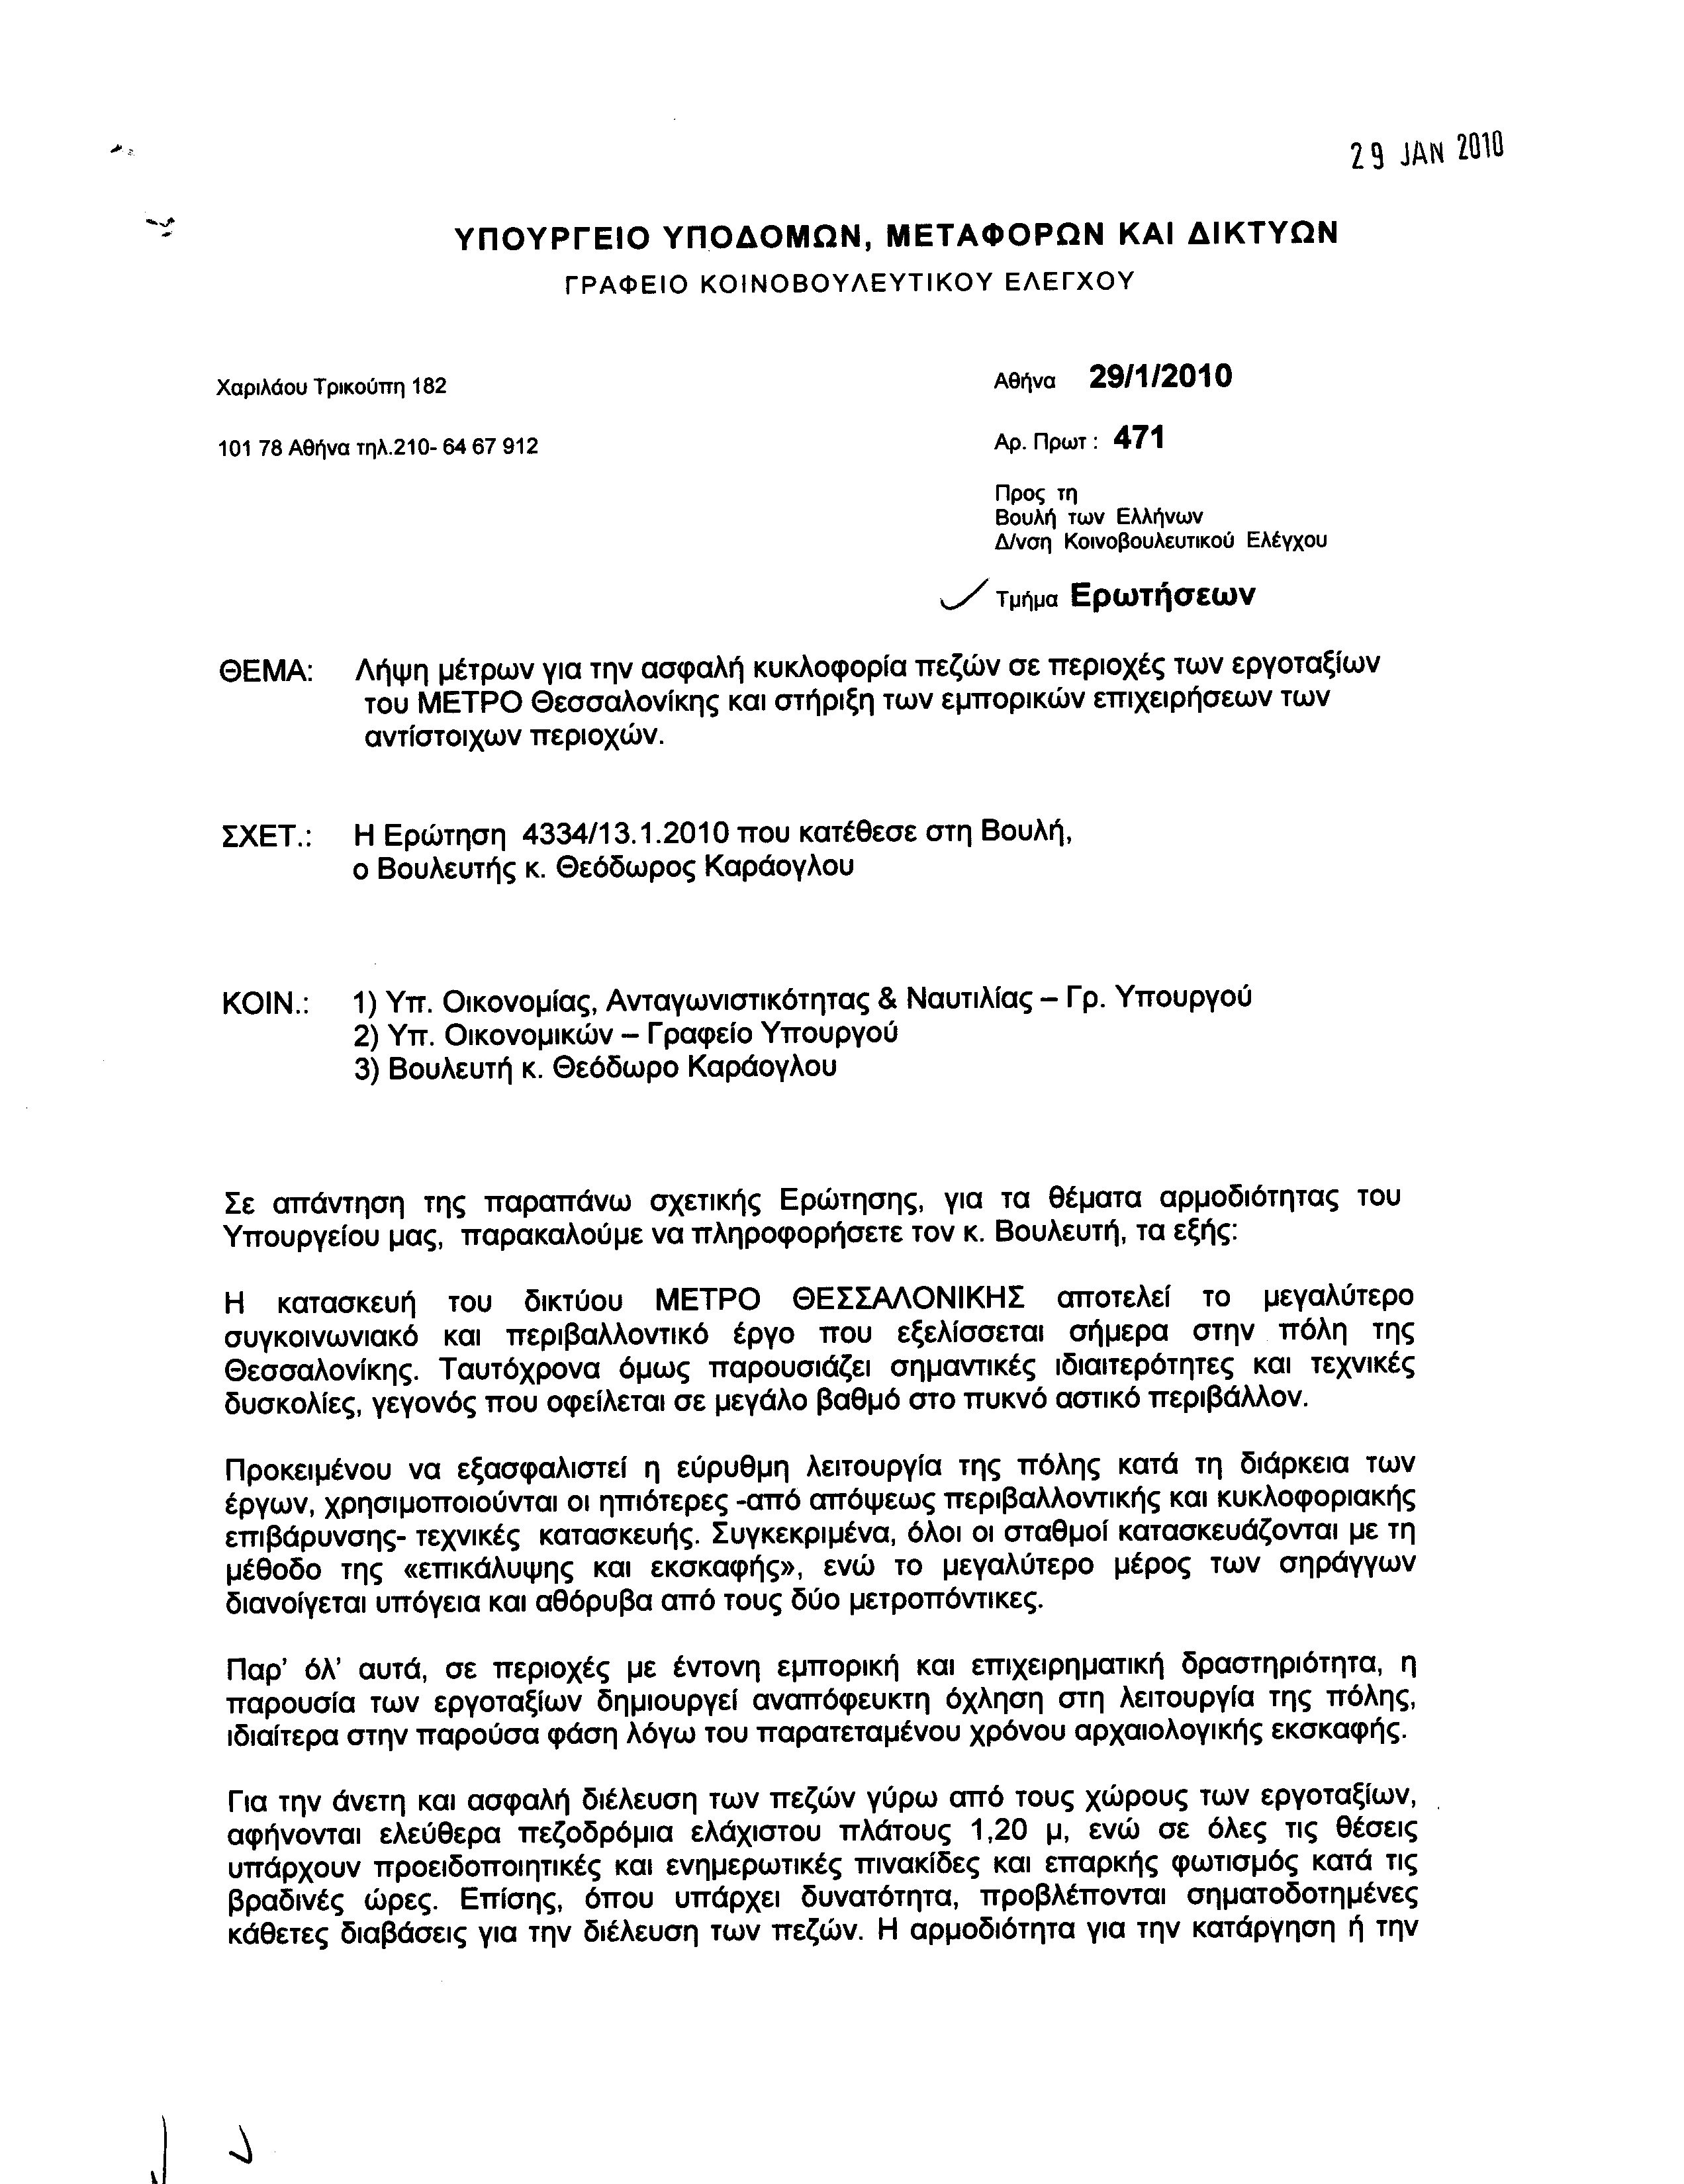 29 JAN 2010
ΥΠΟΥΡΓΕΙΟ ΥΠΟΔΟΜΩΝ, ΜΕΤΑΦΟΡΩΝ ΚΑΙ ΔΙΚΤΥΩΝ
ΓΡΑΦΕΙΟ ΚΟΙΝΟΒΟΥΛΕΥΤΙΚΟΥ ΕΛΕΓΧΟΥ
Χαριλάου Τρικούπη 182
Αθήνα 29/1/2010
101 78 Αθήνα τηλ.210- 64 67 912
Αρ. Πρωτ : 471
Προς τη
Βουλή των Ελλήνων
Δ/νση Κοινοβουλευτικού Ελέγχου
Τμήμα Ερωτήσεων
ΘΕΜΑ: Λήψη μέτρων για την ασφαλή κυκλοφορία πεζών σε περιοχές των εργοταξίων
του ΜΕΤΡΟ Θεσσαλονίκης και στήριξη των εμπορικών επιχειρήσεων των
αντίστοιχων περιοχών.
ΣΧΕΤ.: Η Ερώτηση 4334/13.1.2010 που κατέθεσε στη Βουλή,
ο Βουλευτής κ. Θεόδωρος Καράογλου
ΚΟΙΝ.: 1) Υπ. Οικονομίας, Ανταγωνιστικότητας & Ναυτιλίας – Γρ. Υπουργού
2) Υπ. Οικονομικών – Γραφείο Υπουργού
3) Βουλευτή κ. Θεόδωρο Καράογλου
Σε απάντηση της παραπάνω σχετικής Ερώτησης, για τα θέματα αρμοδιότητας του
Υπουργείου μας, παρακαλούμε να πληροφορήσετε τον κ. Βουλευτή, τα εξής:
Η κατασκευή του δικτύου ΜΕΤΡΟ ΘΕΣΣΑΛΟΝΙΚΗΣ αποτελεί το μεγαλύτερο
συγκοινωνιακό και περιβαλλοντικό έργο που εξελίσσεται σήμερα στην πόλη της
Θεσσαλονίκης. Ταυτόχρονα όμως παρουσιάζει σημαντικές ιδιαιτερότητες και τεχνικές
δυσκολίες, γεγονός που οφείλεται σε μεγάλο βαθμό στο πυκνό αστικό περιβάλλον.
Προκειμένου να εξασφαλιστεί η εύρυθμη λειτουργία της πόλης κατά τη διάρκεια των
έργων, χρησιμοποιούνται οι ηπιότερες -από απόψεως περιβαλλοντικής και κυκλοφοριακής
επιβάρυνσης- τεχνικές κατασκευής. Συγκεκριμένα, όλοι οι σταθμοί κατασκευάζονται με τη
μέθοδο της «επικάλυψης και εκσκαφής», ενώ το μεγαλύτερο μέρος των σηράγγων
διανοίγεται υπόγεια και αθόρυβα από τους δύο μετροπόντικες.
Παρ’ όλ’ αυτά, σε περιοχές με έντονη εμπορική και επιχειρηματική δραστηριότητα, η
παρουσία των εργοταξίων δημιουργεί αναπόφευκτη όχληση στη λειτουργία της πόλης,
ιδιαίτερα στην παρούσα φάση λόγω του παρατεταμένου χρόνου αρχαιολογικής εκσκαφής.
Για την άνετη και ασφαλή διέλευση των πεζών γύρω από τους χώρους των εργοταξίων,
αφήνονται ελεύθερα πεζοδρόμια ελάχιστου πλάτους 1,20 μ, ενώ σε όλες τις θέσεις
υπάρχουν προειδοποιητικές και ενημερωτικές πινακίδες και επαρκής φωτισμός κατά τις
βραδινές ώρες. Επίσης, όπου υπάρχει δυνατότητα, προβλέπονται σηματοδοτημένες
κάθετες διαβάσεις για την διέλευση των πεζών. Η αρμοδιότητα για την κατάργηση ή την